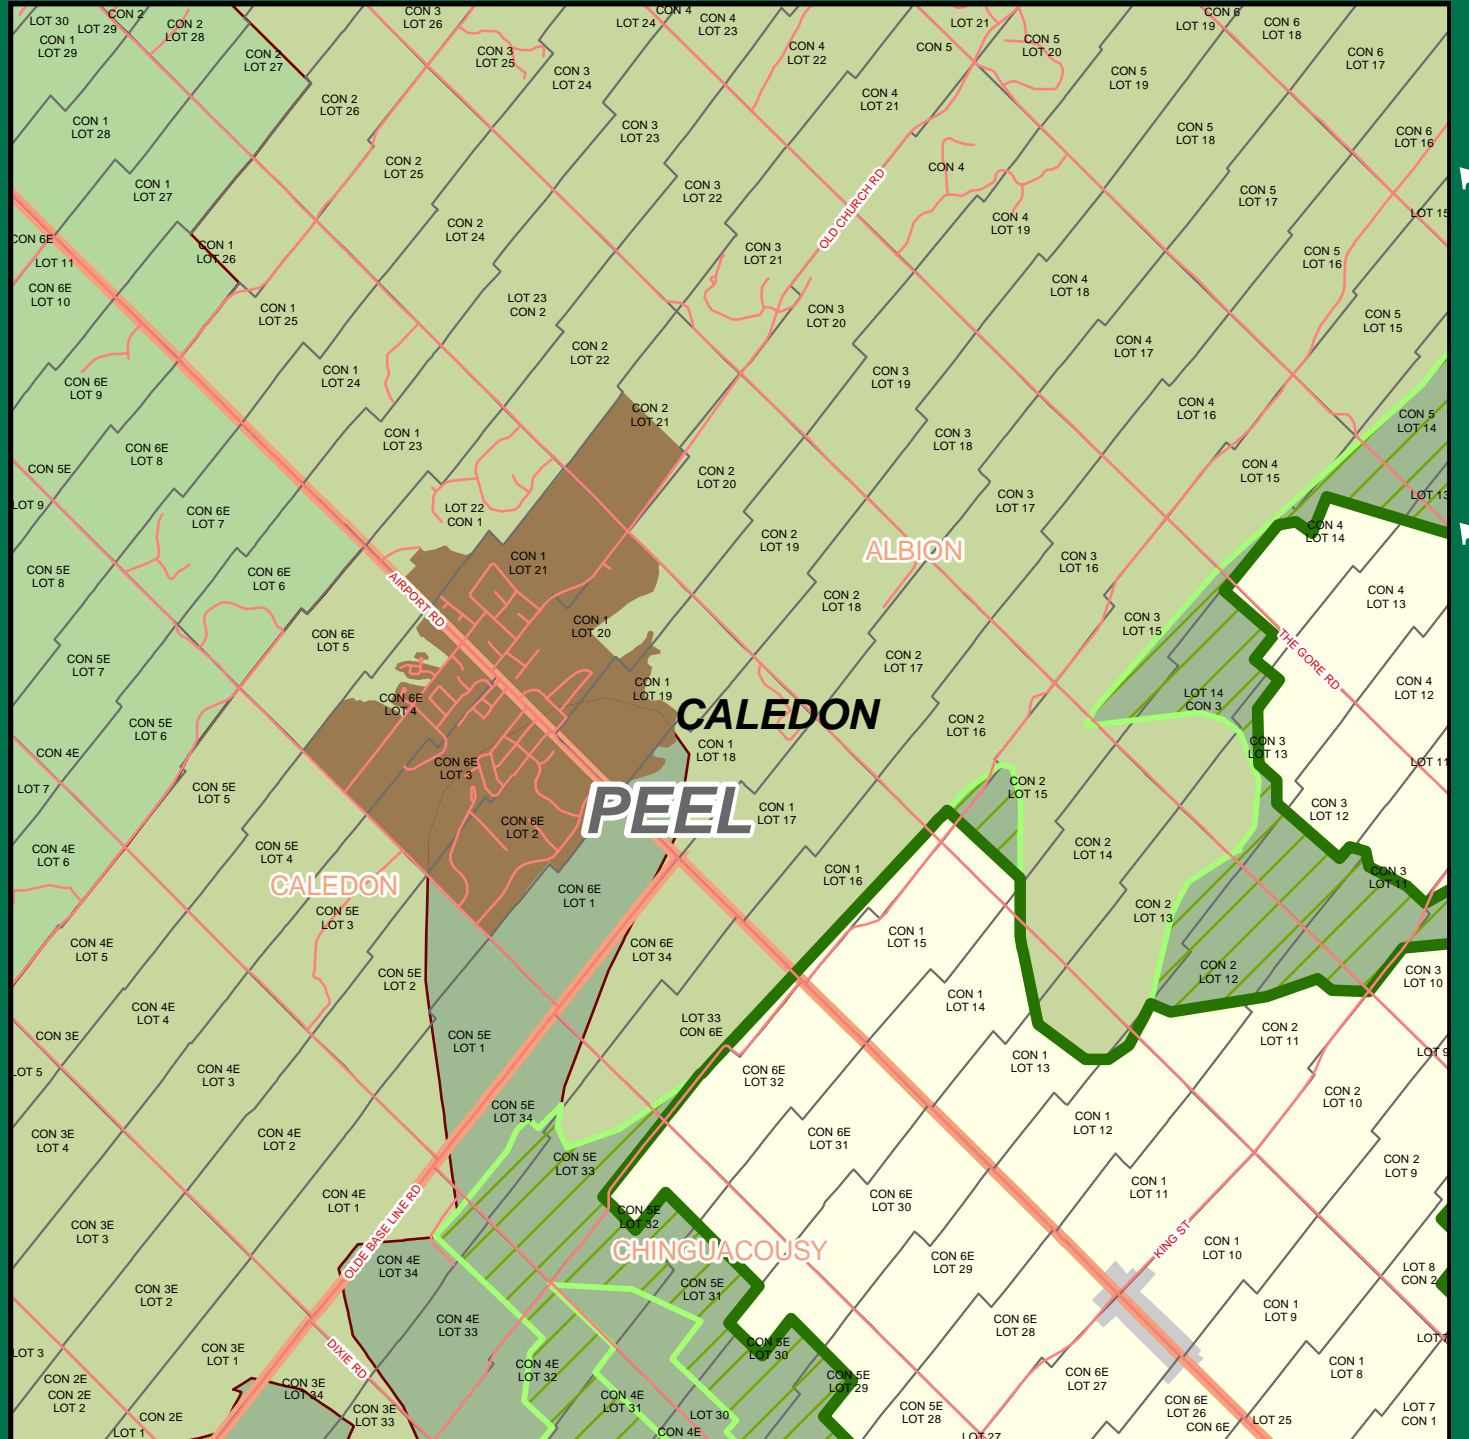 LOT 30
CON 2
LOT 29
CON 1
LOT 29
CON 2
LOT 28
CON 2
LOT 27
CON 3
LOT 26
CON 3
LOT 25
CON 4
LOT 24
CON 4
LOT 23
CON 4
LOT 22
LOT 21
CON 5
CON 5
LOT 20
CON 6
LOT 19
CON 6
LOT 18
CON 6
LOT 17
CON 1
LOT 28
CON 2
LOT 26
CON 3
LOT 24
CON 4
LOT 21
CON 5
LOT 19
CON 3
LOT 23
CON 5
LOT 18
CON 6
LOT 16
CON 1
LOT 27
CON 2
LOT 25
CON 3
LOT 22
OLD CHURCH RD
CON 4
CON 5
LOT 17
LOT 15
CON 6E
LOT 11
CON 1
LOT 26
CON 2
LOT 24
CON 3
LOT 21
CON 4
LOT 19
CON 5
LOT 16
CON 6E
LOT 10
CON 1
LOT 25
LOT 23
CON 2
CON 3
LOT 20
CON 4
LOT 18
CON 5
LOT 15
CON 6E
LOT 9
CON 1
LOT 24
CON 2
LOT 22
CON 3
LOT 19
CON 4
LOT 17
CON 6E
LOT 8
CON 1
LOT 23
CON 2
LOT 21
CON 3
LOT 18
CON 4
LOT 16
CON 5
LOT 14
CON 5E
LOT 9
CON 6E
LOT 7
LOT 22
CON 1
CON 2
LOT 20
CON 3
LOT 17
CON 4
LOT 15
LOT 13
CON 5E
LOT 8
CON 6E
LOT 6
AIRPORT RD
CON 1
LOT 21
CON 2
LOT 19
ALBION
CON 3
LOT 16
CON 4
LOT 14
CON 5E
LOT 7
CON 6E
LOT 5
CON 1
LOT 20
CON 2
LOT 18
CON 3
LOT 15
CON 4
LOT 13
THE GORE RD
CON 5E
LOT 6
CON 6E
LOT 4
CON 1
LOT 19
CALEDON
CON 2
LOT 17
LOT 14
CON 3
CON 4
LOT 12
CON 4E
LOT 7
CON 5E
LOT 5
CON 6E
LOT 3
CON 1
LOT 18
CON 2
LOT 16
CON 3
LOT 13
LOT 11
PEEL
CON 6E
LOT 2
CON 1
LOT 17
CON 2
LOT 15
CON 3
LOT 12
CON 4E
LOT 6
CON 5E
LOT 4
CALEDON
CON 6E
LOT 1
CON 1
LOT 16
CON 2
LOT 14
CON 3
LOT 11
CON 4E
LOT 5
CON 5E
LOT 3
CON 6E
LOT 34
CON 1
LOT 15
CON 2
LOT 13
CON 5E
LOT 2
CON 2
LOT 12
CON 3
LOT 10
CON 3E
LOT 5
CON 4E
LOT 4
CON 5E
LOT 1
LOT 33
CON 6E
CON 1
LOT 14
CON 2
LOT 11
LOT 9
CON 4E
LOT 3
CON 6E
LOT 32
CON 1
LOT 13
CON 2
LOT 10
CON 3E
LOT 4
CON 4E
LOT 2
CON 5E
LOT 34
CON 6E
LOT 31
CON 1
LOT 12
CON 2
LOT 9
CON 3E
LOT 3
CON 4E
LOT 1
CON 5E
LOT 33
CON 6E
LOT 30
CON 1
LOT 11
OLDE BASE LINE RD
CON 5E
LOT 32
CHINGUACOUSY
CON 6E
LOT 29
KING ST
CON 1
LOT 10
LOT 8
CON 2
CON 3E
LOT 2
CON 4E
LOT 34
CON 5E
LOT 31
CON 6E
LOT 28
CON 1
LOT 9
LOT 7
LOT 3
CON 3E
LOT 1
DIXIE RD
CON 4E
LOT 33
CON 5E
LOT 30
CON 6E
LOT 27
CON 1
LOT 8
CON 2E
CON 2E
LOT 2
CON 3E
LOT 34
CON 4E
LOT 32
CON 5E
LOT 29
LOT 1
CON 2E
CON 3E
LOT 33
CON 4E
LOT 31
LOT 30
CON 4E
CON 5E
LOT 28
LOT 27
CON 6E
LOT 26
CON 6E
LOT 25
LOT 7
CON 1